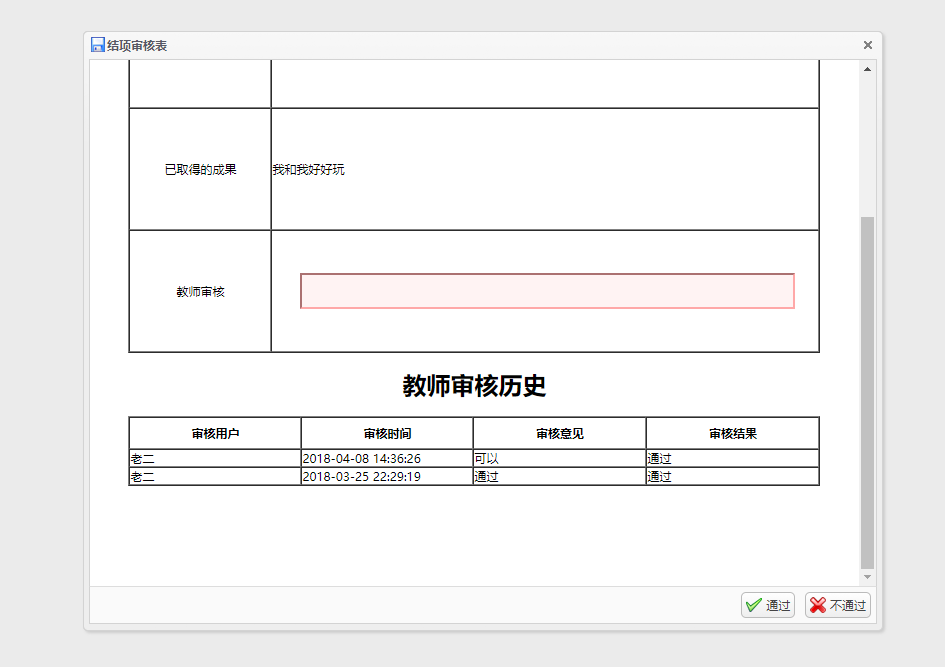 结项审核表
已取得的成果 我和我好好玩
教师审核
教师审核历史
审核用户 审核时间 审核意见 审核结果
老二 2018-04-08 14:36:26 可以 通过
老二 2018-03-25 22:29:19 通过 通过
通过 不通过